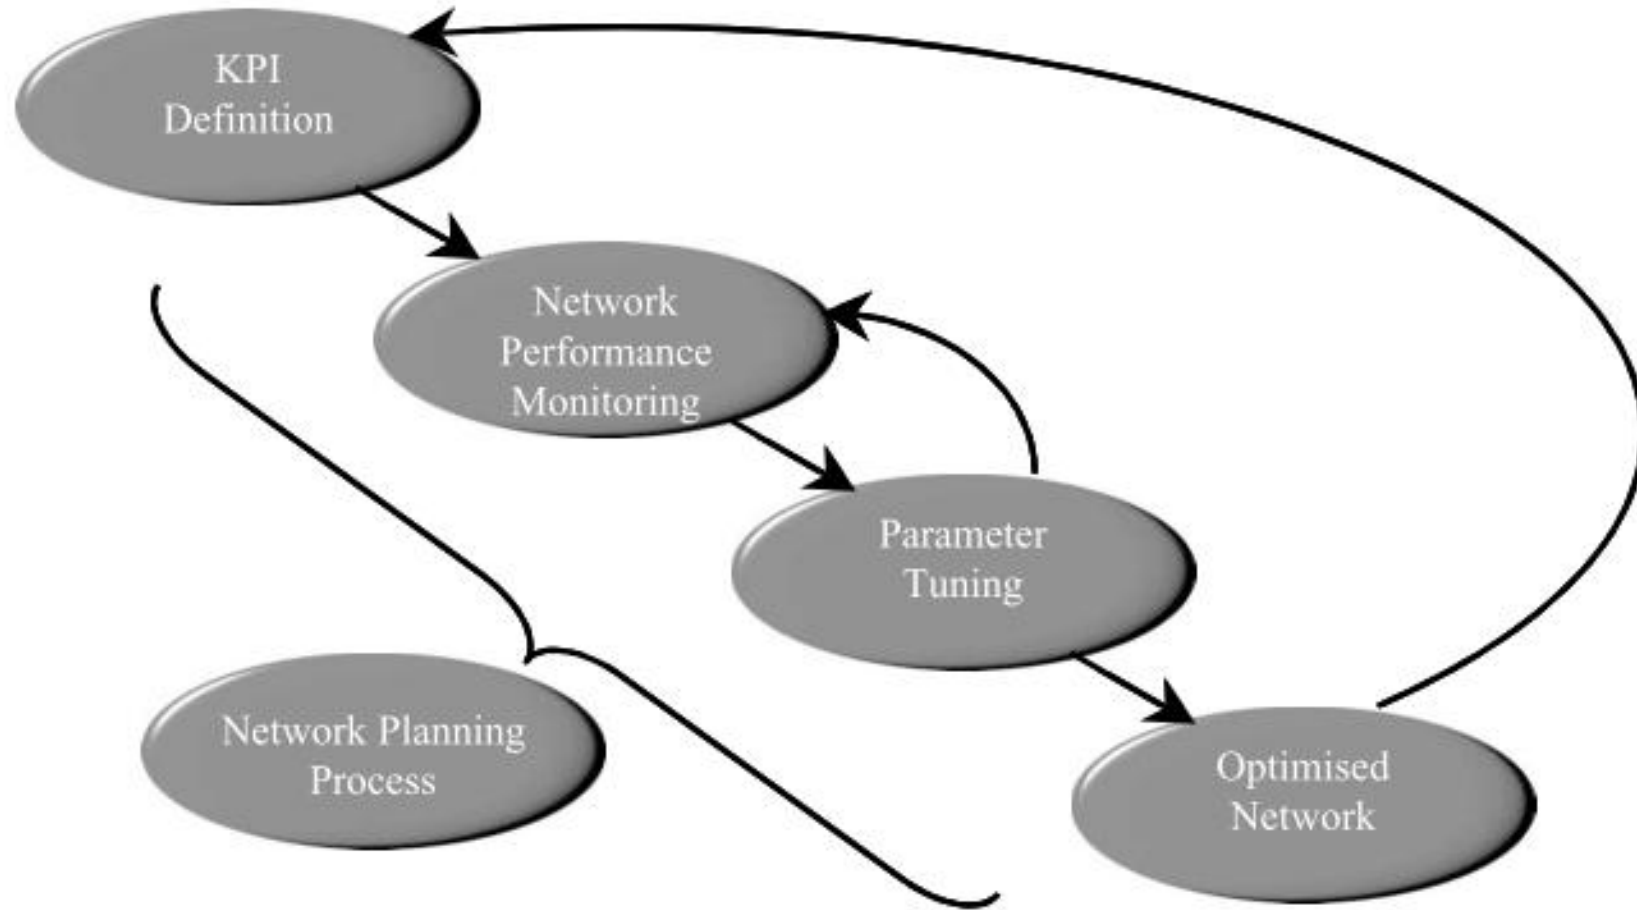 KPI
Definition
Network
Performance
Monitoring
Parameter
Tuning
Network Planning
Process
Optimised
Network